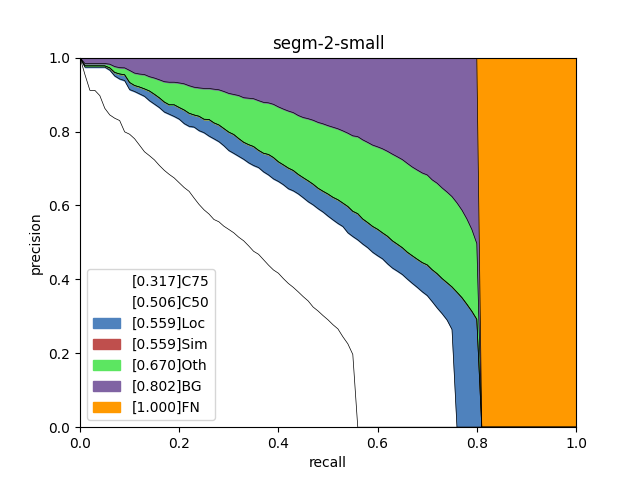 segm-2-small
1.0
0.8
0.6
0.4
0.2
0.0
precision
[0.317]C75
[0.506]C50
[0.559]Loc
[0.559]Sim
[0.670]Oth
[0.802]BG
[1.000]FN
0.0 0.2 0.4 0.6 0.8 1.0
recall